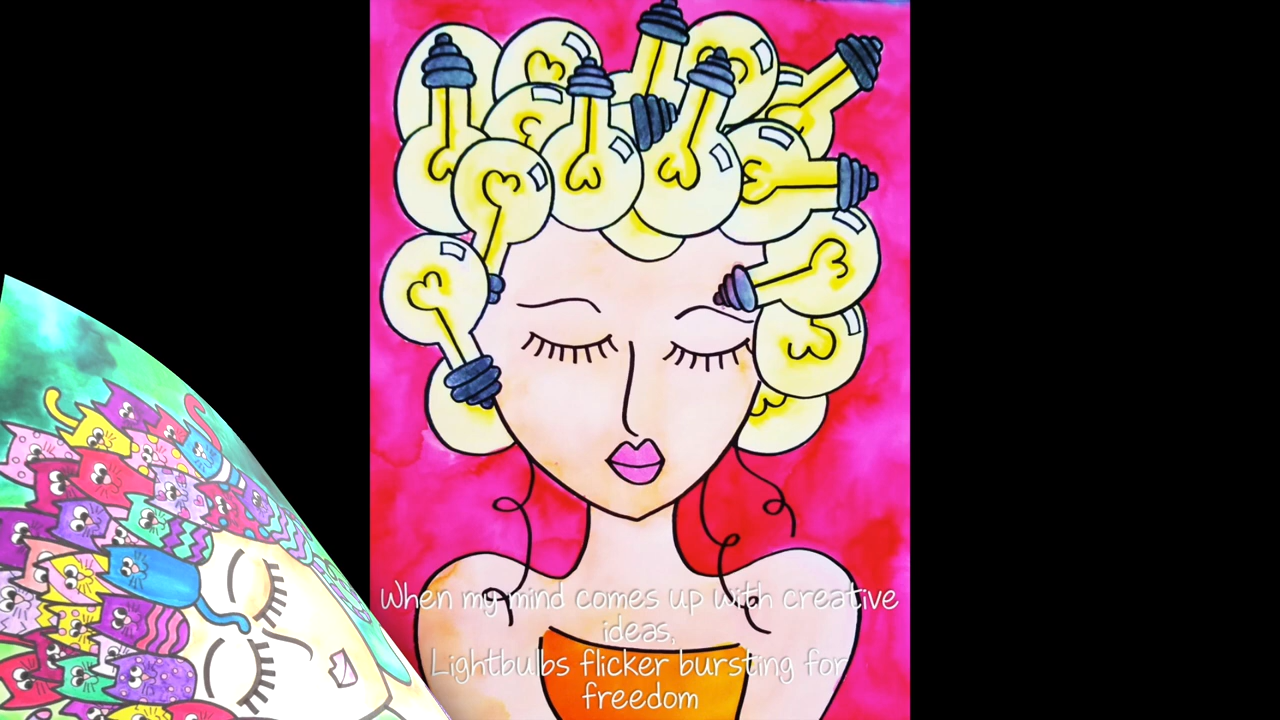 When my mind comes up with creative
ideas,
Lightbulbs flicker bursting for
freedom